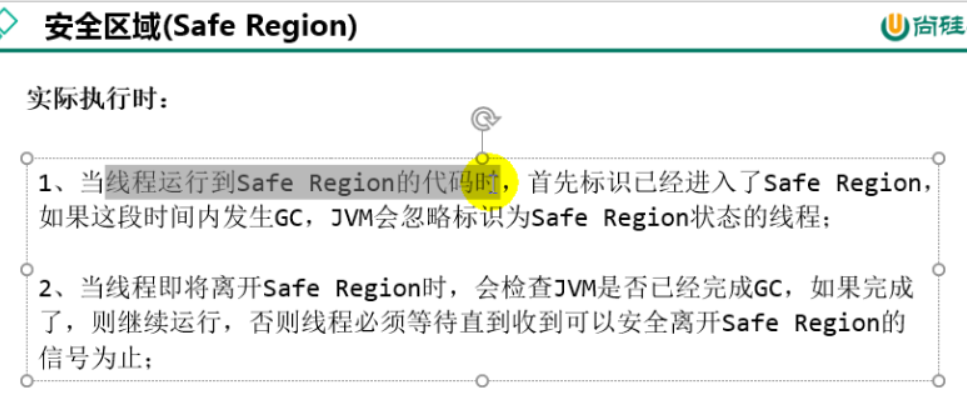 安全区域(Safe Region)
尚硅
实际执行时：
1、当线程运行到Safe Region的代码时，首先标识已经进入了Safe Region，
如果这段时间内发生GC，JVM会忽略标识为Safe Region状态的线程；
2、当线程即将离开Safe Region时，会检查JVM是否已经完成GC，如果完成
了，则继续运行，否则线程必须等待直到收到可以安全离开Safe Region的
信号为止；